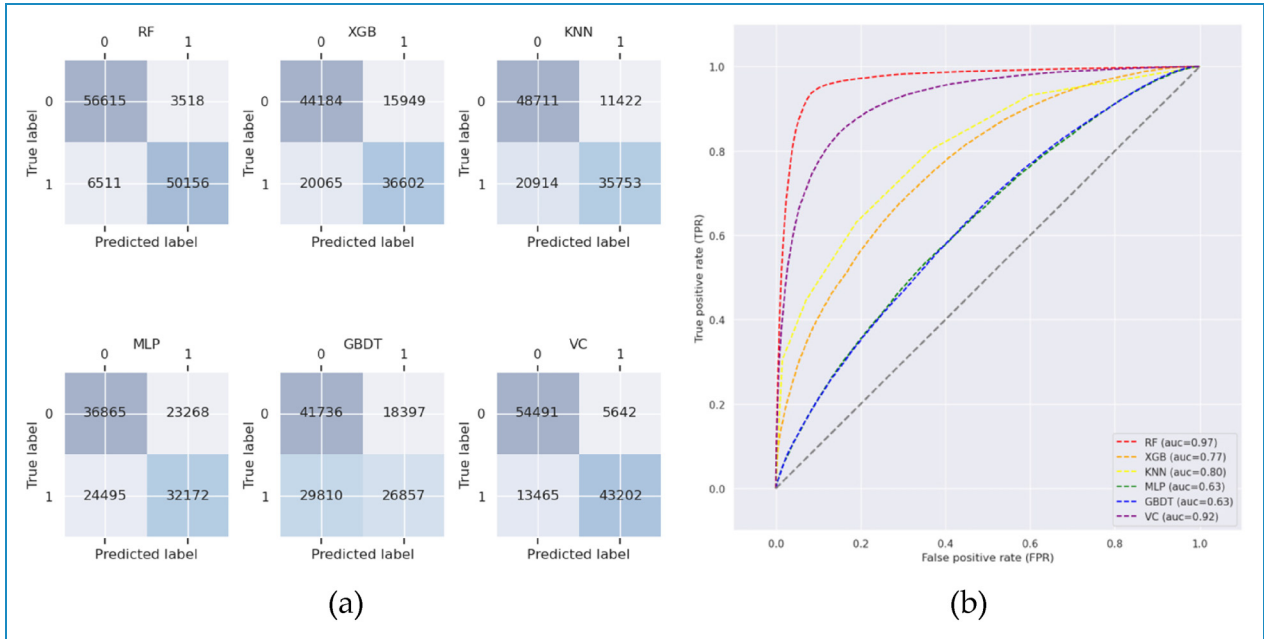 RF
0 1
True label
0 56615 3518
1 6511 50156
Predicted label
XGB
0 1
True label
0 44184 15949
1 20065 36602
Predicted label
KNN
0 1
True label
0 48711 11422
1 20914 35753
Predicted label
MLP
0 1
True label
0 36865 23268
1 24495 32172
Predicted label
GBDT
0 1
True label
0 41736 18397
1 29810 26857
Predicted label
VC
0 1
True label
0 54491 5642
1 13465 43202
Predicted label
(a)
True positive rate (TPR)
1.0
0.8
0.6
0.4
0.2
0.0
RF (auc=0.97)
XGB (auc=0.77)
KNN (auc=0.80)
MLP (auc=0.63)
GBDT (auc=0.63)
VC (auc=0.92)
0.0 0.2 0.4 0.6 0.8 1.0
False positive rate (FPR)
(b)